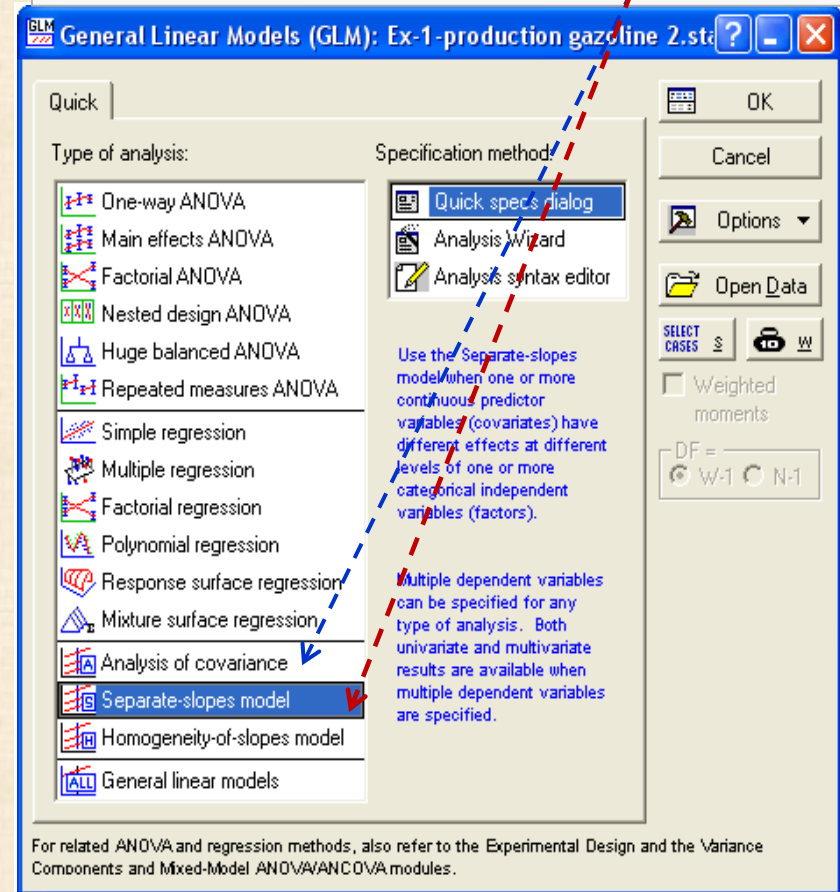 GLM General Linear Models (GLM): Ex-1-production gazoline 2.sta
Quick
Type of analysis:
One-way ANOVA
Main effects ANOVA
Factorial ANOVA
Nested design ANOVA
Huge balanced ANOVA
Repeated measures ANOVA
Simple regression
Multiple regression
Factorial regression
Polynomial regression
Response surface regression
Mixture surface regression
Analysis of covariance
Separate-slopes model
Homogeneity-of-slopes model
ALL General linear models
Specification method:
Quick specs dialog
Analysis Wizard
Analysis syntax editor
Use the Separate-slopes
model when one or more
continuous predictor
variables (covariates) have
different effects at different
levels of one or more
categorical independent
variables (factors).
Multiple dependent variables
can be specified for any
type of analysis. Both
univariate and multivariate
results are available when
multiple dependent variables
are specified.
OK
Cancel
Options
Open Data
SELECT
CASES S
W
Weighted
moments
DF =
W-1 N-1
For related ANOVA and regression methods, also refer to the Experimental Design and the Variance
Components and Mixed-Model ANOVA/ANCOVA modules.